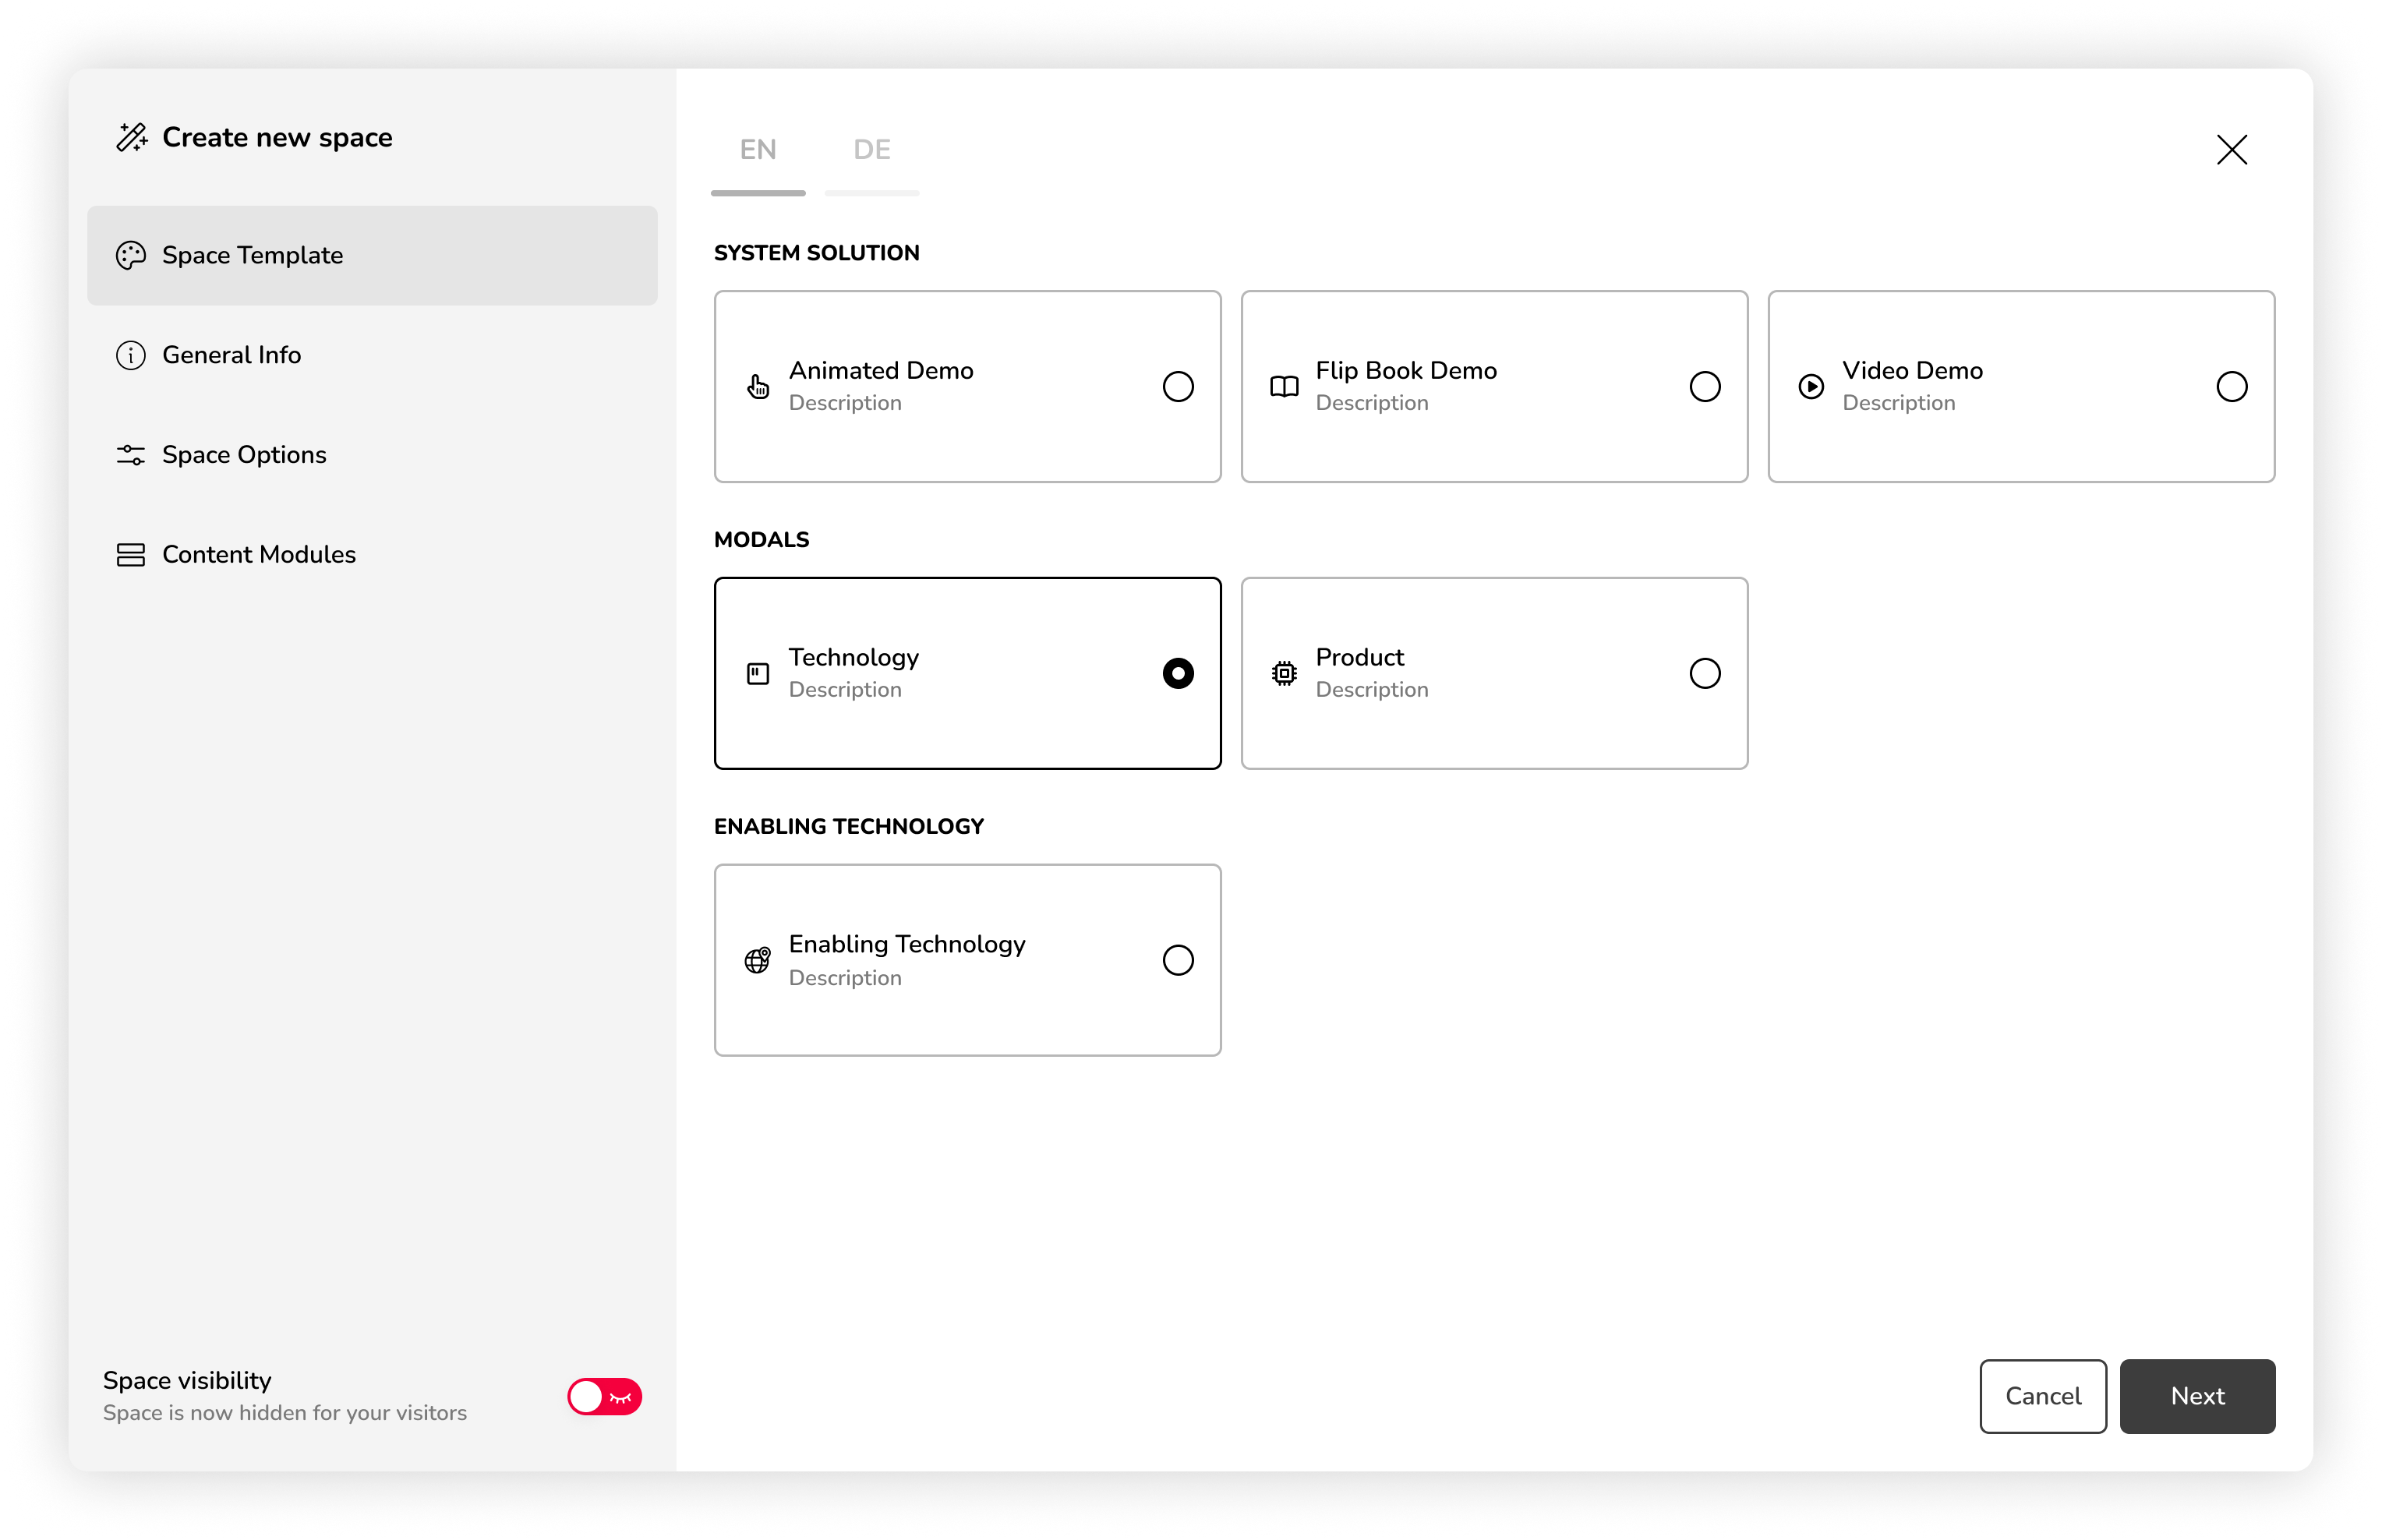 Create new space
Space Template
General Info
Space Options
Content Modules
Space visibility
Space is now hidden for your visitors
EN
DE
SYSTEM SOLUTION
Animated Demo
Description
Flip Book Demo
Description
Video Demo
Description
MODALS
Technology
Description
Product
Description
ENABLING TECHNOLOGY
Enabling Technology
Description
Cancel
Next